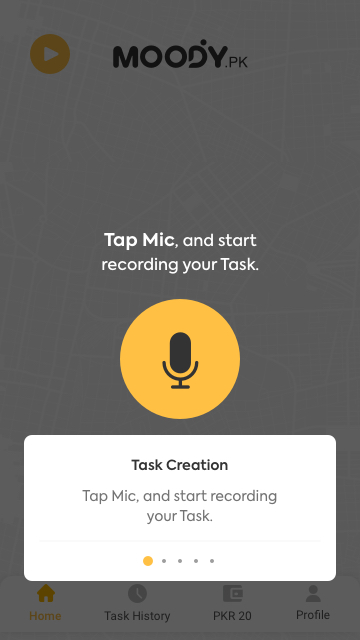 MOODY.PK
Tap Mic, and start
recording your Task.
Task Creation
Tap Mic, and start recording
your Task.
Home Task History PKR 20 Profile